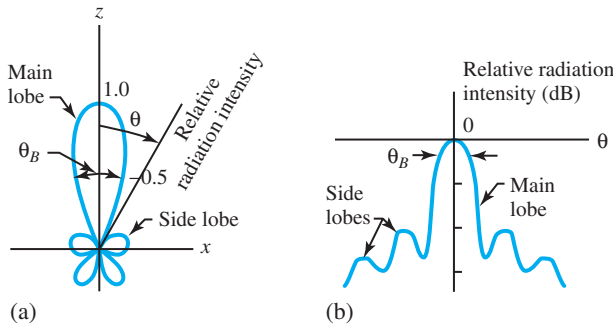 z
Main
lobe
1.0
θ
Relative
radiation intensity
θB
0.5
Side lobe
x
(a)
Relative radiation
intensity (dB)
0
θ
θB
Side
lobes
Main
lobe
(b)